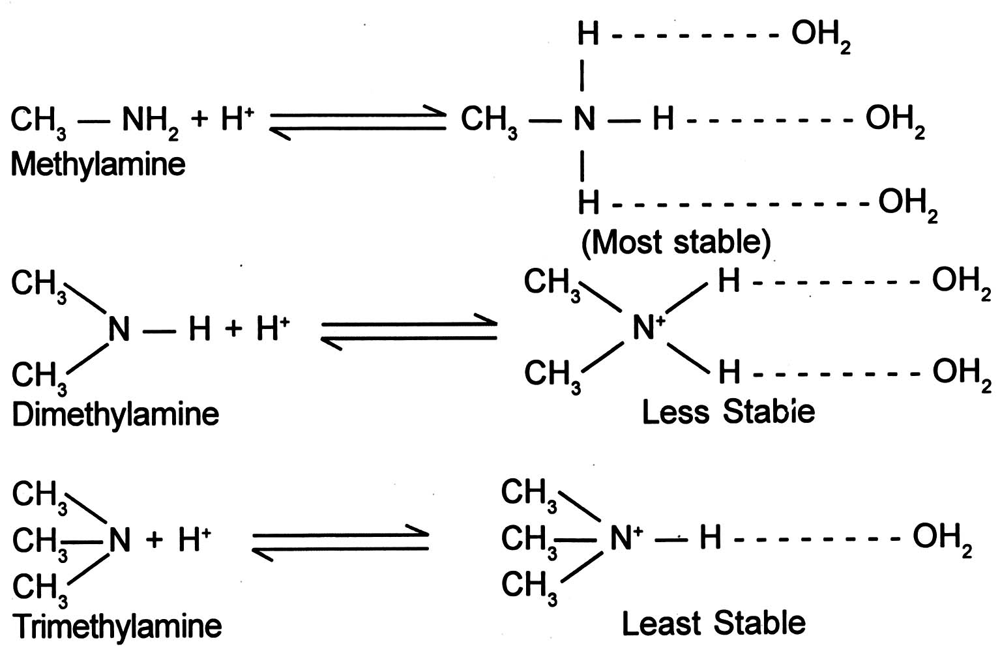 H - - - - - - - - OH₂
|
CH₃ — NH₂ + H⁺ ⇌ CH₃ — N — H - - - - - - - - OH₂
Methylamine
|
H - - - - - - - - - - - - OH₂
(Most stable)
CH₃ CH₃ H - - - - - - - - OH₂
N — H + H⁺ ⇌ N⁺
CH₃ CH₃ H - - - - - - - - OH₂
Dimethylamine Less Stable
CH₃ CH₃
CH₃—N + H⁺ ⇌ CH₃— N⁺ — H - - - - - - - - OH₂
CH₃ CH₃
Trimethylamine Least Stable